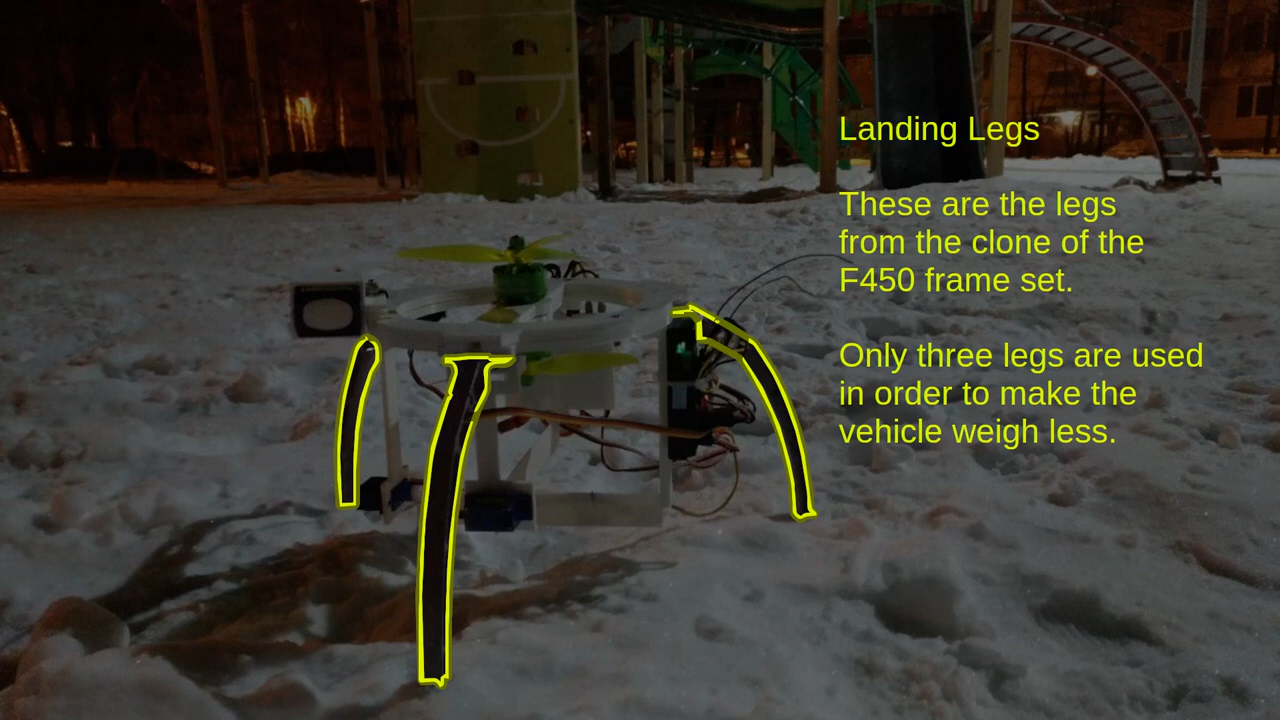 Landing Legs
These are the legs
from the clone of the
F450 frame set.
Only three legs are used
in order to make the
vehicle weigh less.